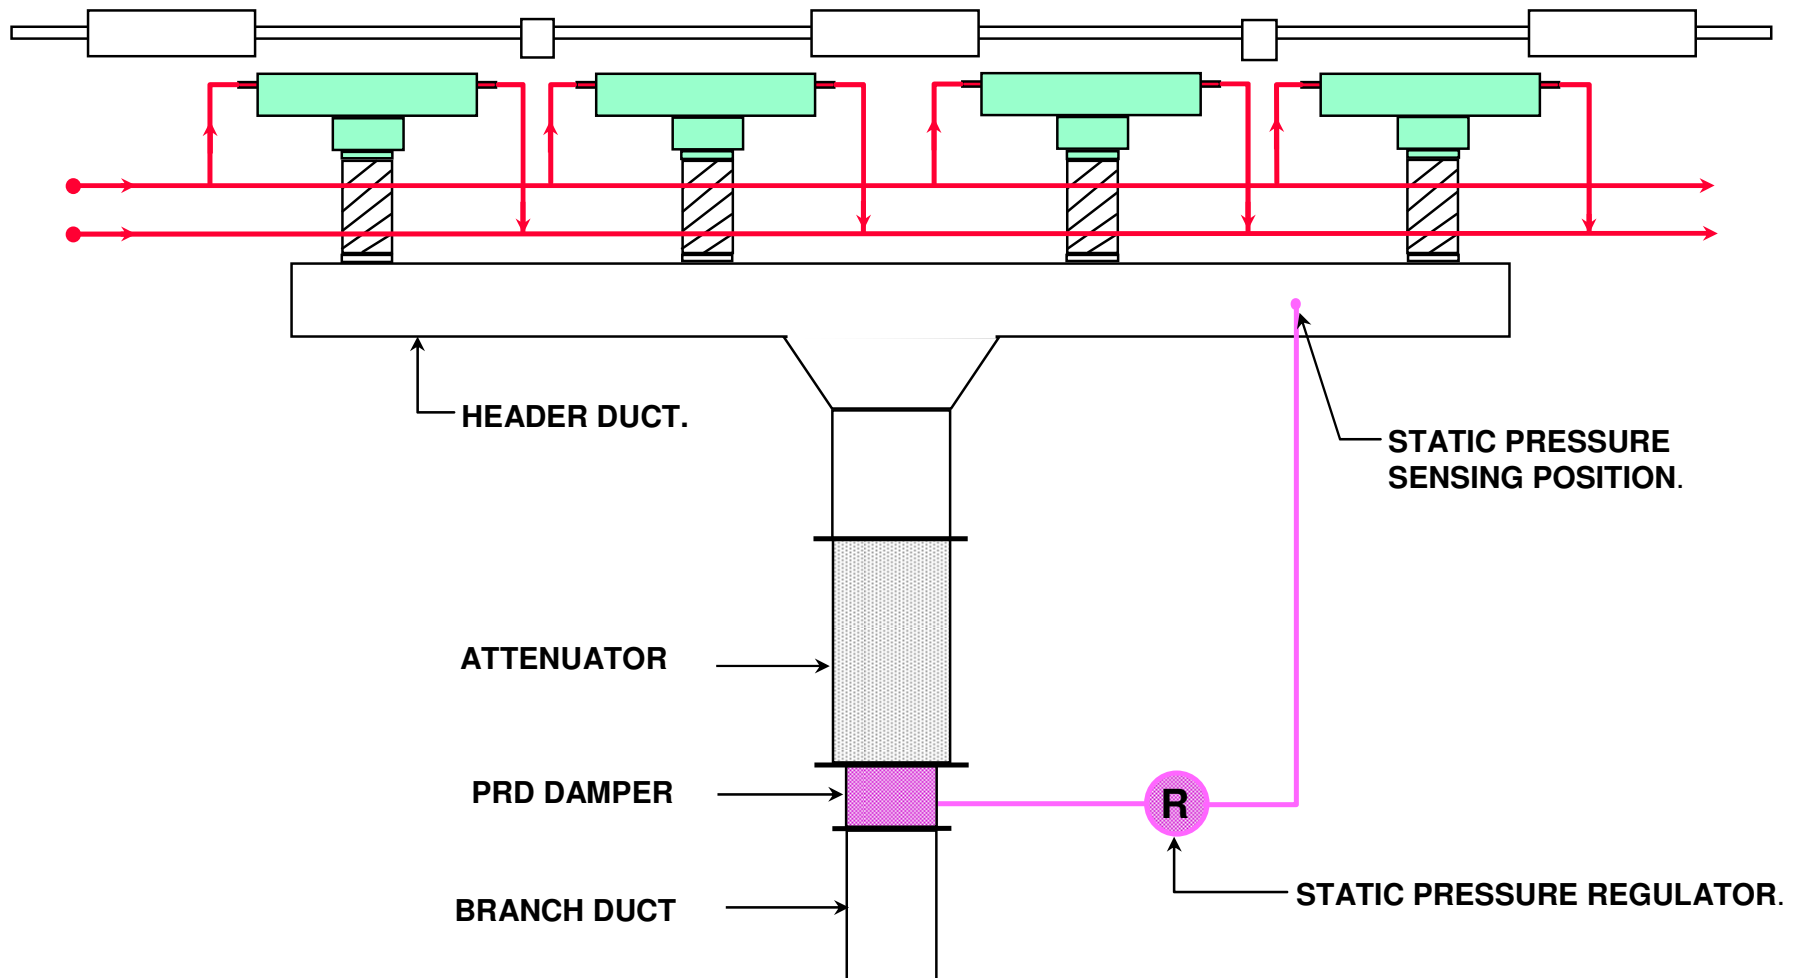 HEADER DUCT.
STATIC PRESSURE
SENSING POSITION.
ATTENUATOR
PRD DAMPER
R
BRANCH DUCT
STATIC PRESSURE REGULATOR.